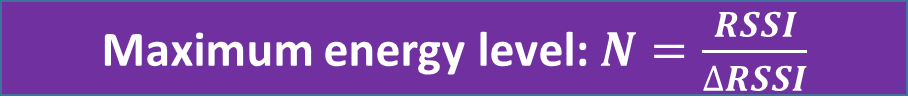 Maximum energy level: N = RSSI / ΔRSSI